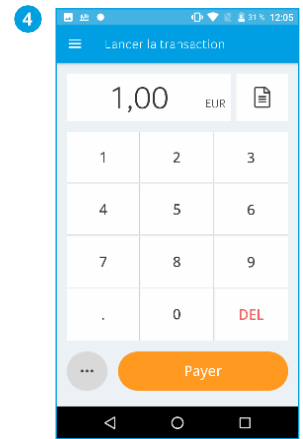 4
31 % 12:05
Lancer la transaction
1,00 EUR
1 2 3
4 5 6
7 8 9
. 0 DEL
... Payer